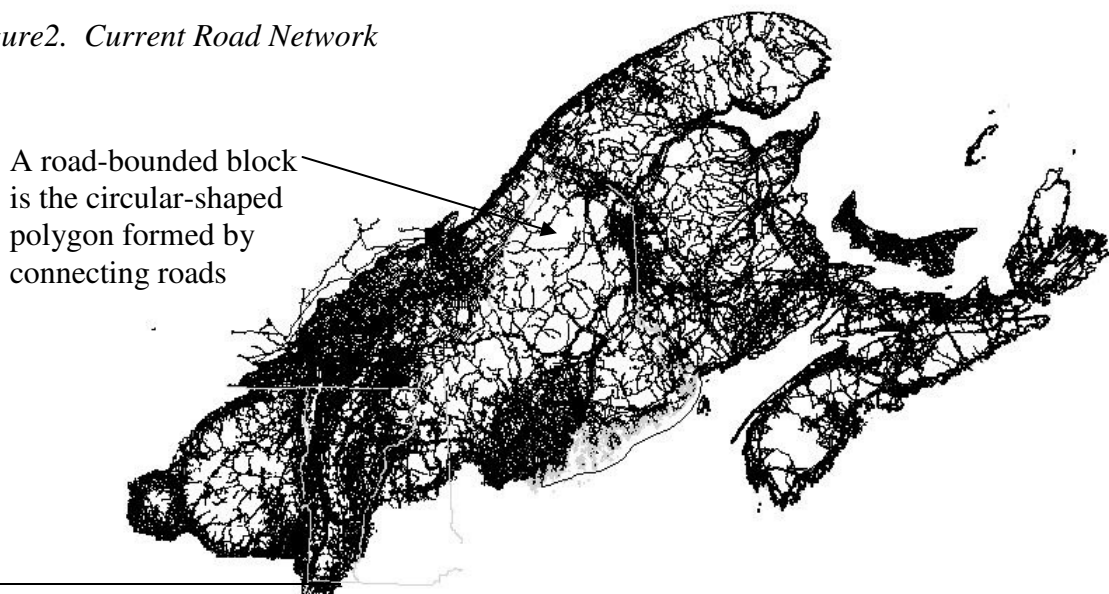 ure2. Current Road Network
A road-bounded block
is the circular-shaped
polygon formed by
connecting roads